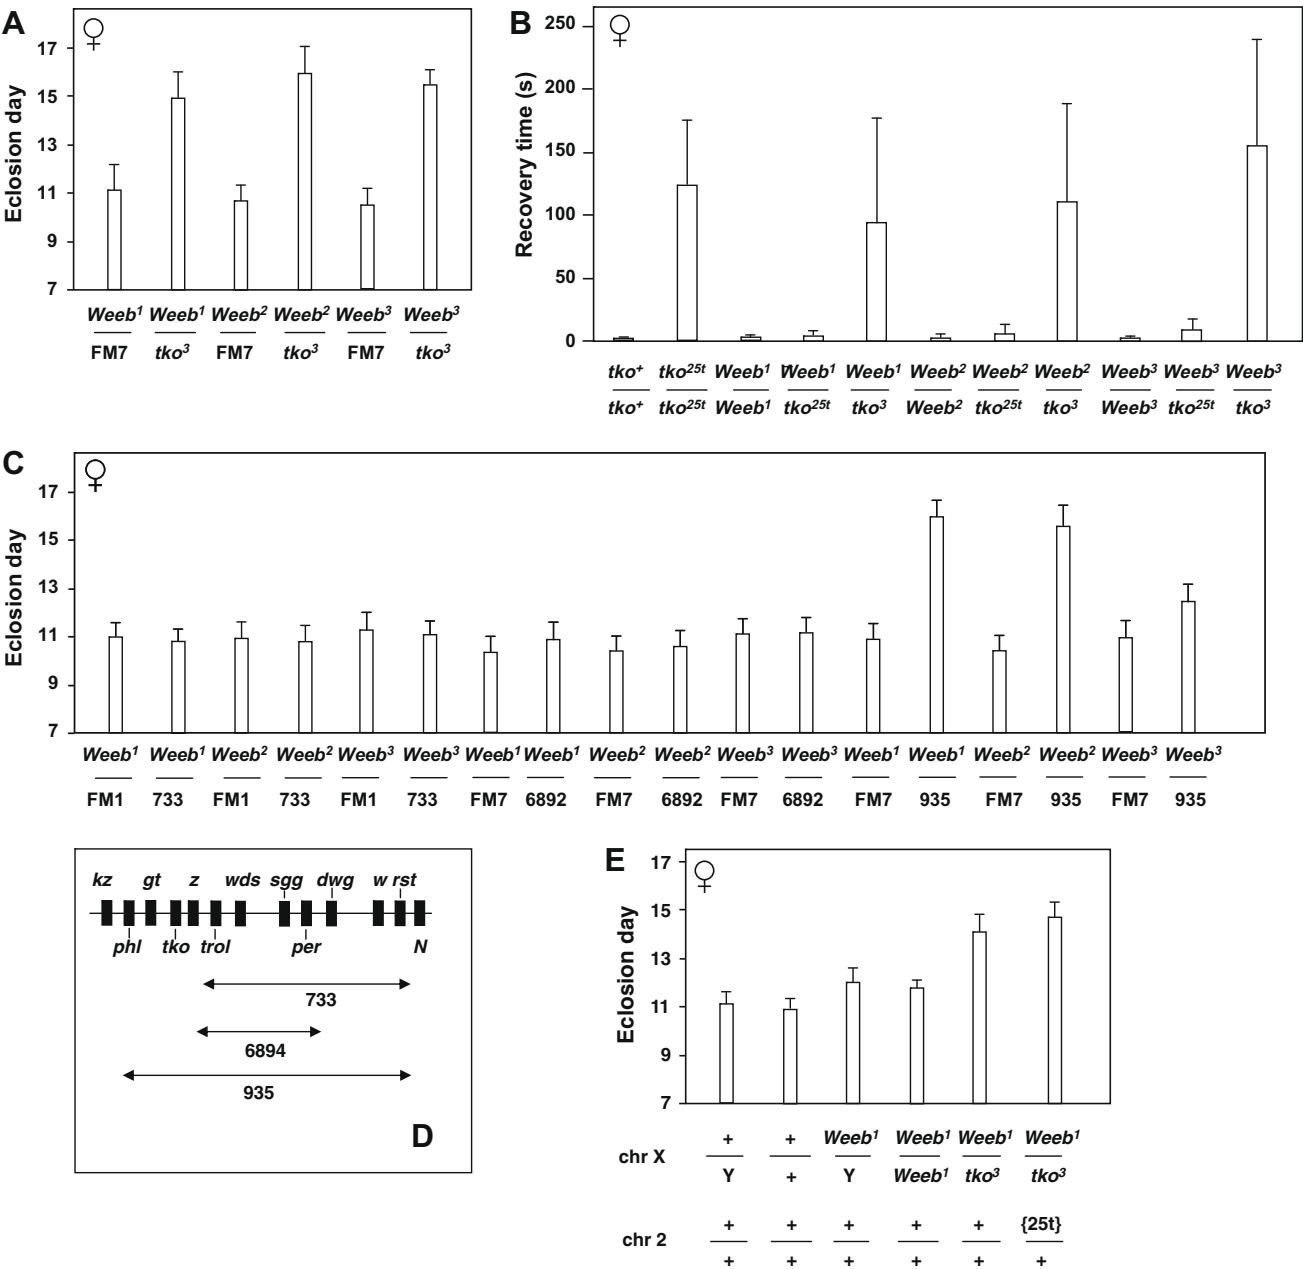 A
♀
Eclosion day
17
15
13
11
9
7
Weeb¹ Weeb¹ Weeb² Weeb² Weeb³ Weeb³
FM7 tko³ FM7 tko³ FM7 tko³
B
♀
Recovery time (s)
250
200
150
100
50
0
tko⁺ tko²⁵ᵗ Weeb¹ Weeb¹ Weeb¹ Weeb² Weeb² Weeb² Weeb³ Weeb³ Weeb³
tko⁺ tko²⁵ᵗ Weeb¹ tko²⁵ᵗ tko³ Weeb² tko²⁵ᵗ tko³ Weeb³ tko²⁵ᵗ tko³
C
♀
Eclosion day
17
15
13
11
9
7
Weeb¹ Weeb¹ Weeb² Weeb² Weeb³ Weeb³ Weeb¹ Weeb¹ Weeb² Weeb² Weeb³ Weeb³ Weeb¹ Weeb¹ Weeb² Weeb² Weeb³ Weeb³
FM1 733 FM1 733 FM1 733 FM7 6892 FM7 6892 FM7 6892 FM7 935 FM7 935 FM7 935
kz gt z wds sgg dwg w rst
phl tko trol per N
733
6894
935
D
E
♀
Eclosion day
17
15
13
11
9
7
chr X
+ + Weeb¹ Weeb¹ Weeb¹ Weeb¹
Y + Y Weeb¹ tko³ tko³
chr 2
+ + + + + {25t}
+ + + + + +